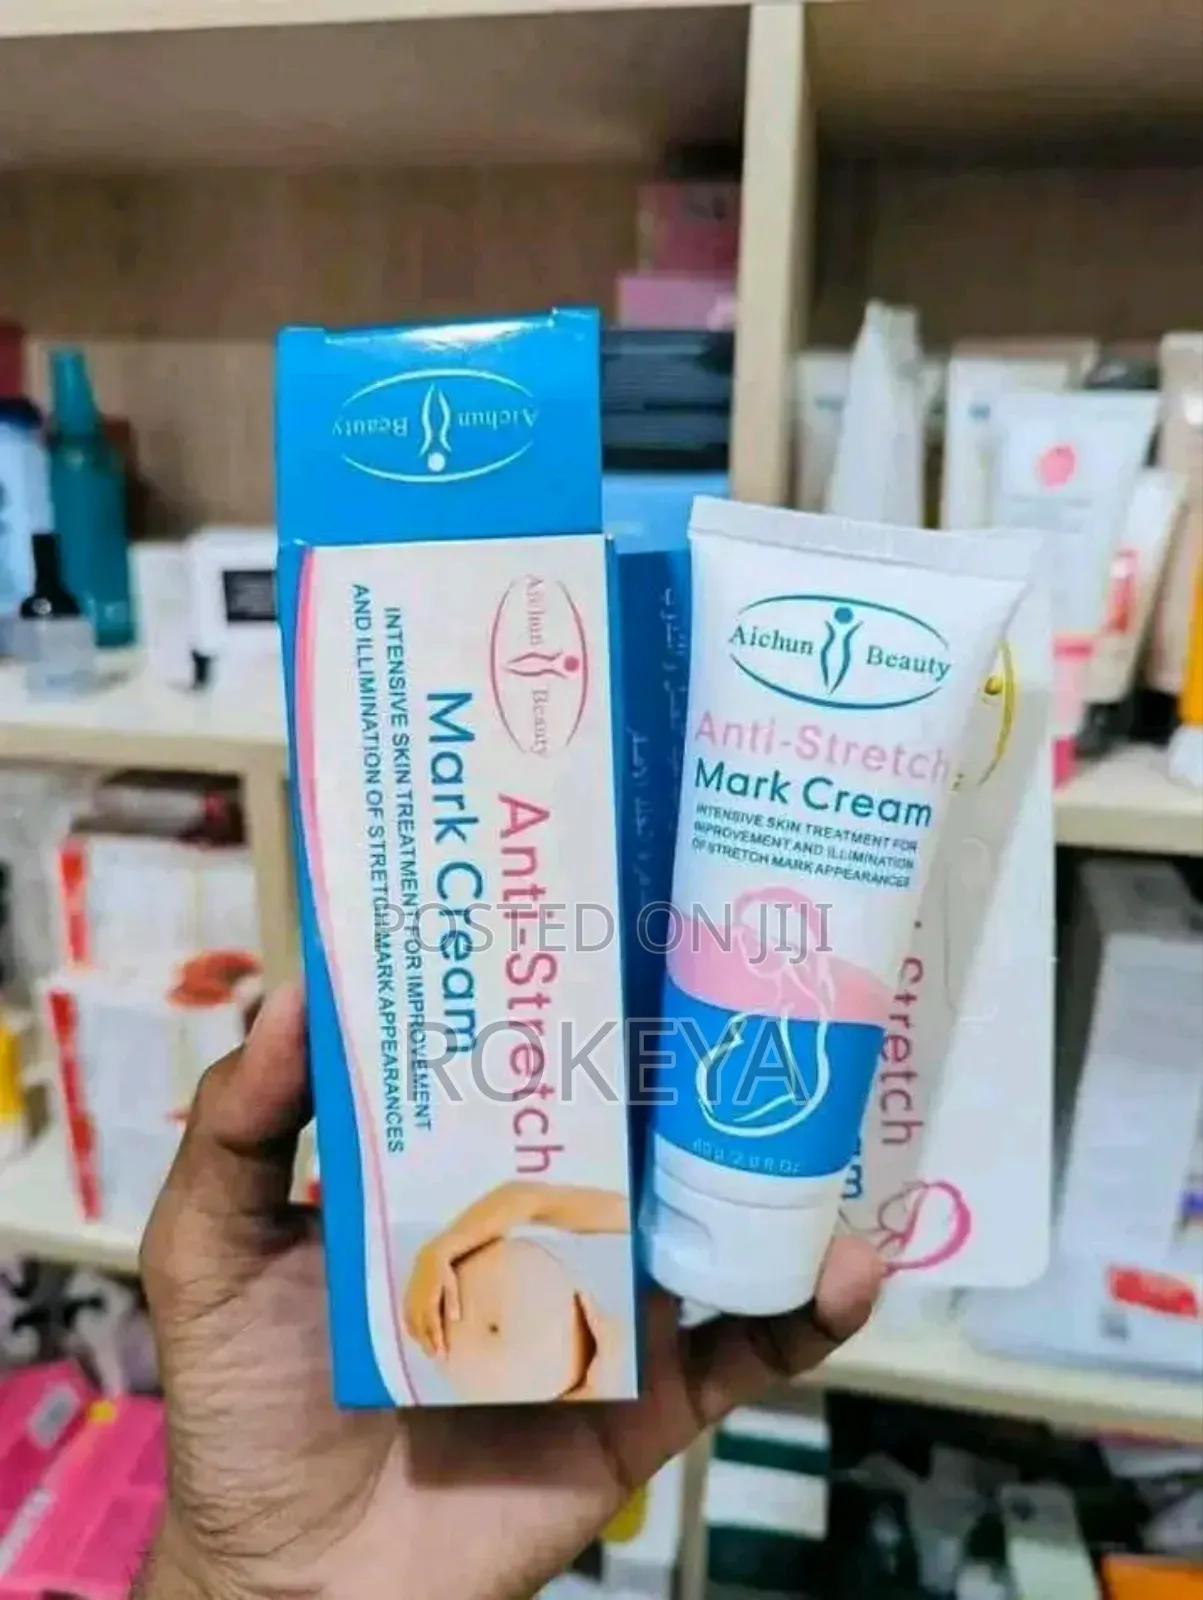 Aichun Beauty
Aichun Beauty
Anti-Stretch
Mark Cream
INTENSIVE SKIN TREATMENT FOR IMPROVEMENT
AND ILLIMINATION OF STRETCH MARK APPEARANCES
Aichun Beauty
Anti-Stretch
Mark Cream
INTENSIVE SKIN TREATMENT FOR
IMPROVEMENT AND ILLIMINATION
OF STRETCH MARK APPEARANCES
Stretch
POSTED ON JIJI
ROKEYA